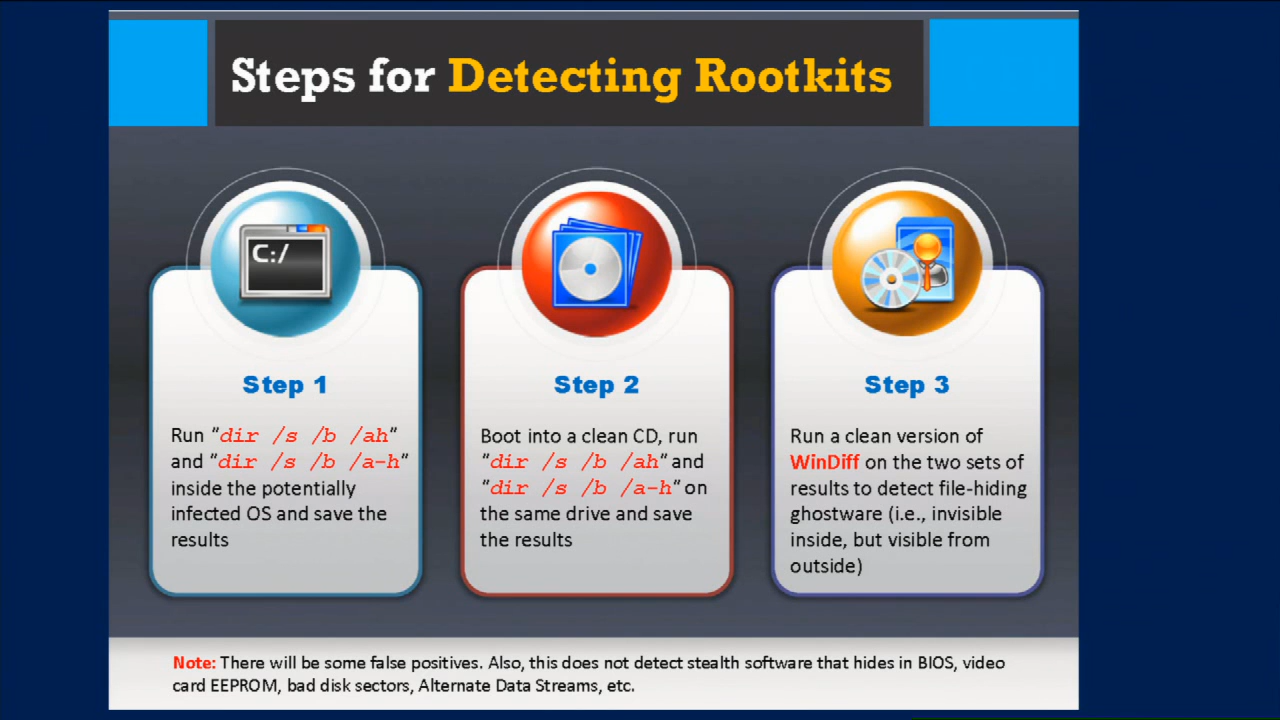 Steps for Detecting Rootkits
C:/
Step 1
Run "dir /s /b /ah"
and "dir /s /b /a-h"
inside the potentially
infected OS and save the
results
Step 2
Boot into a clean CD, run
"dir /s /b /ah" and
"dir /s /b /a-h" on
the same drive and save
the results
Step 3
Run a clean version of
WinDiff on the two sets of
results to detect file-hiding
ghostware (i.e., invisible
inside, but visible from
outside)
Note: There will be some false positives. Also, this does not detect stealth software that hides in BIOS, video
card EEPROM, bad disk sectors, Alternate Data Streams, etc.